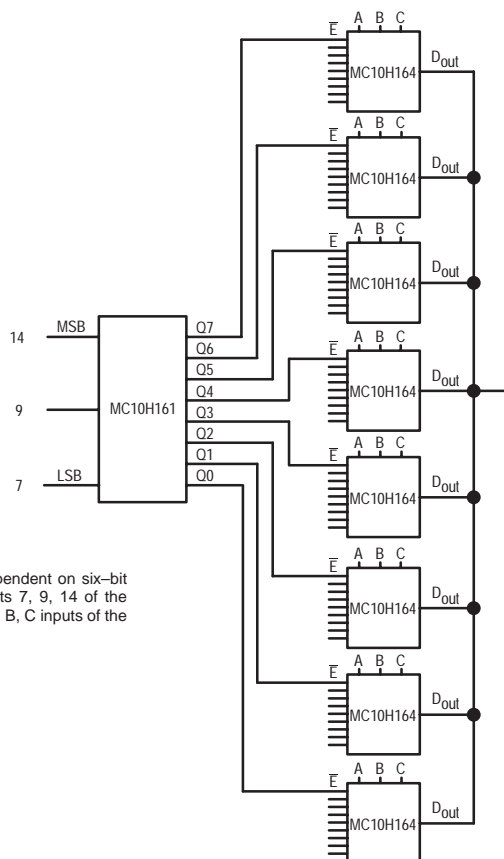 E A B C
MC10H164
Dout
E A B C
MC10H164
Dout
E A B C
MC10H164
Dout
14 MSB
9
7 LSB
MC10H161
Q7
Q6
Q5
Q4
Q3
Q2
Q1
Q0
E A B C
MC10H164
Dout
E A B C
MC10H164
Dout
pendent on six–bit
ts 7, 9, 14 of the
B, C inputs of the
E A B C
MC10H164
Dout
E A B C
MC10H164
Dout
E A B C
MC10H164
Dout